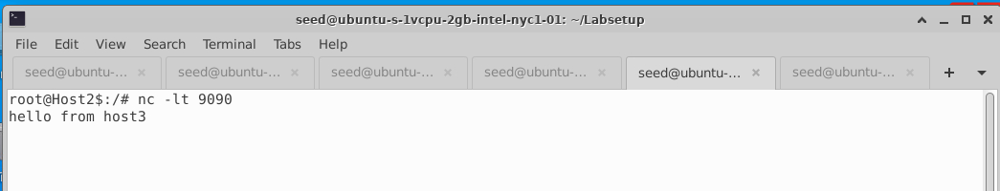 seed@ubuntu-s-1vcpu-2gb-intel-nyc1-01: ~/Labsetup
File Edit View Search Terminal Tabs Help
seed@ubuntu-... × seed@ubuntu-... × seed@ubuntu-... × seed@ubuntu-... × seed@ubuntu-... × seed@ubuntu-... ×
root@Host2$:/# nc -lt 9090
hello from host3